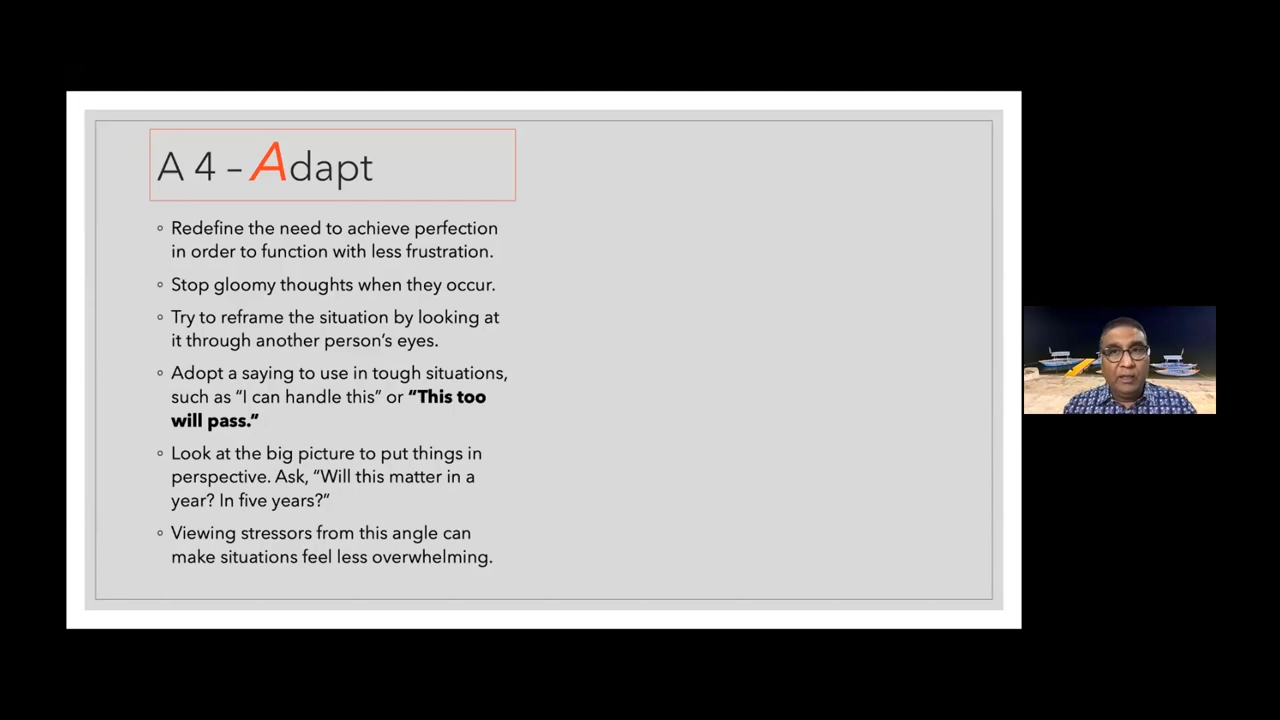 A 4 – Adapt
◦ Redefine the need to achieve perfection
in order to function with less frustration.
◦ Stop gloomy thoughts when they occur.
◦ Try to reframe the situation by looking at
it through another person’s eyes.
◦ Adopt a saying to use in tough situations,
such as “I can handle this” or “This too
will pass.”
◦ Look at the big picture to put things in
perspective. Ask, “Will this matter in a
year? In five years?”
◦ Viewing stressors from this angle can
make situations feel less overwhelming.